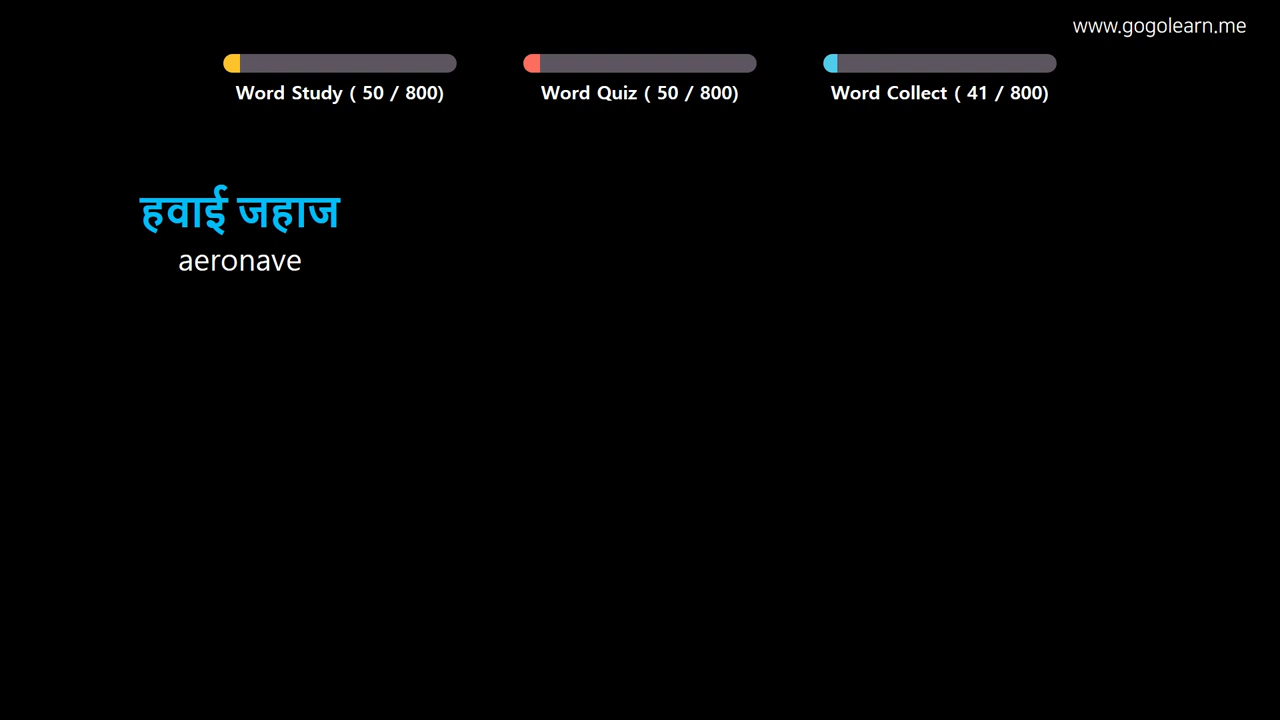 www.gogolearn.me
Word Study ( 50 / 800)
Word Quiz ( 50 / 800)
Word Collect ( 41 / 800)
हवाई जहाज
aeronave